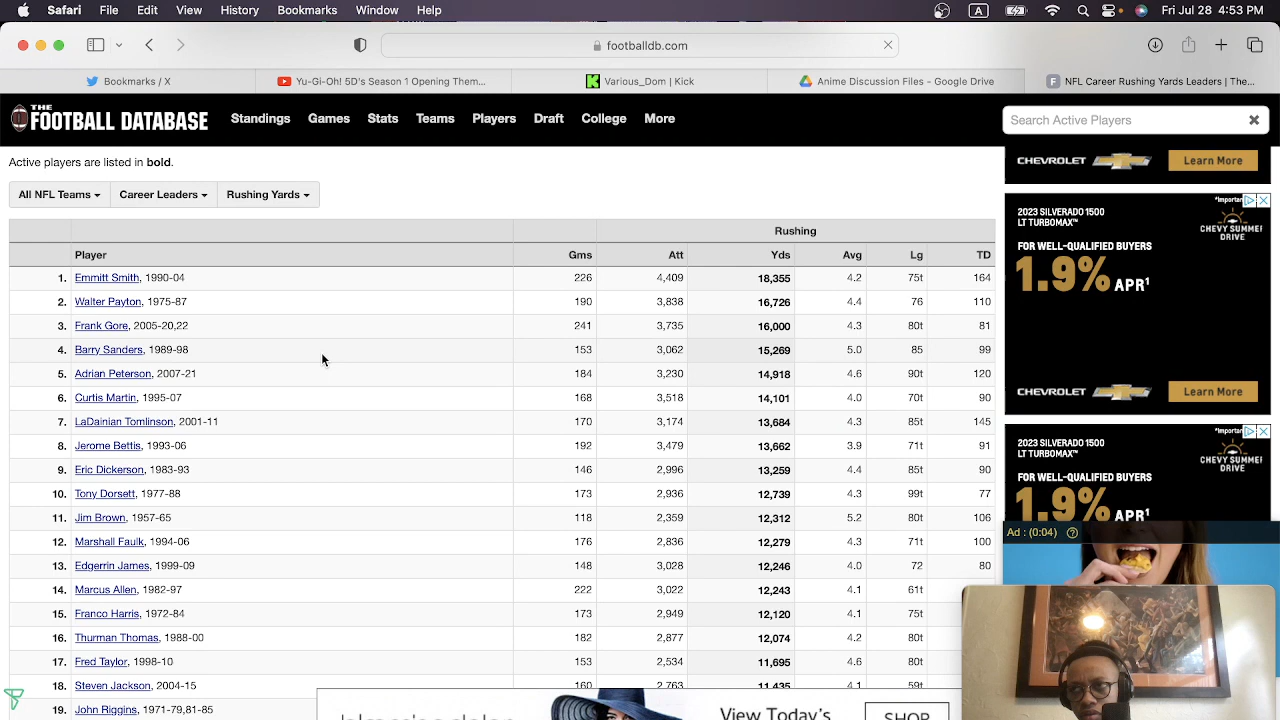 Safari File Edit View History Bookmarks Window Help A Fri Jul 28 4:53 PM
footballdb.com
Bookmarks / X Yu-Gi-Oh! 5D's Season 1 Opening Them... Various_Dom | Kick Anime Discussion Files - Google Drive F NFL Career Rushing Yards Leaders | The...
THE FOOTBALL DATABASE Standings Games Stats Teams Players Draft College More Search Active Players
Active players are listed in bold.
CHEVROLET Learn More
All NFL Teams Career Leaders Rushing Yards
Rushing
Player Gms Att Yds Avg Lg TD
1. Emmitt Smith, 1990-04 226 4,409 18,355 4.2 75t 164
2. Walter Payton, 1975-87 190 3,838 16,726 4.4 76 110
3. Frank Gore, 2005-20,22 241 3,735 16,000 4.3 80t 81
4. Barry Sanders, 1989-98 153 3,062 15,269 5.0 85 99
5. Adrian Peterson, 2007-21 184 3,230 14,918 4.6 90t 120
6. Curtis Martin, 1995-07 168 3,518 14,101 4.0 70t 90
7. LaDainian Tomlinson, 2001-11 170 3,174 13,684 4.3 85t 145
8. Jerome Bettis, 1993-06 192 3,479 13,662 3.9 71t 91
9. Eric Dickerson, 1983-93 146 2,996 13,259 4.4 85t 90
10. Tony Dorsett, 1977-88 173 2,936 12,739 4.3 99t 77
11. Jim Brown, 1957-65 118 2,359 12,312 5.2 80t 106
12. Marshall Faulk, 1994-06 176 2,836 12,279 4.3 71t 100
13. Edgerrin James, 1999-09 148 3,028 12,246 4.0 72 80
14. Marcus Allen, 1982-97 222 3,022 12,243 4.1 61t
15. Franco Harris, 1972-84 173 2,949 12,120 4.1 75t
16. Thurman Thomas, 1988-00 182 2,877 12,074 4.2 80t
17. Fred Taylor, 1998-10 153 2,534 11,695 4.6 80t
18. Steven Jackson, 2004-15 160 2,763 11,435 4.1 59t
19. John Riggins, 1971-79,81-85
*Important
2023 SILVERADO 1500
LT TURBOMAX™
CHEVY SUMMER DRIVE
FOR WELL-QUALIFIED BUYERS
1.9% APR¹
CHEVROLET Learn More
*Important
2023 SILVERADO 1500
LT TURBOMAX™
CHEVY SUMMER DRIVE
FOR WELL-QUALIFIED BUYERS
1.9% APR¹
Ad : (0:04) ?
View Today's
SHOP